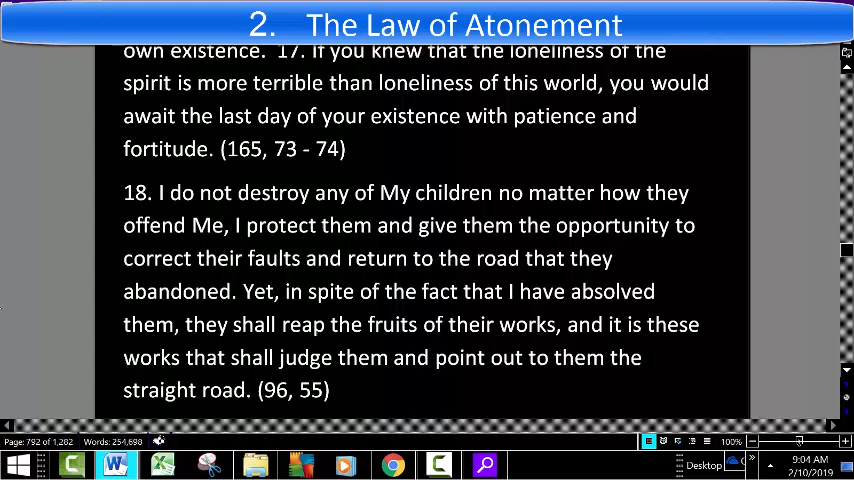 2. The Law of Atonement
own existence. 17. If you knew that the loneliness of the
spirit is more terrible than loneliness of this world, you would
await the last day of your existence with patience and
fortitude. (165, 73 - 74)
18. I do not destroy any of My children no matter how they
offend Me, I protect them and give them the opportunity to
correct their faults and return to the road that they
abandoned. Yet, in spite of the fact that I have absolved
them, they shall reap the fruits of their works, and it is these
works that shall judge them and point out to them the
straight road. (96, 55)
Page: 792 of 1,282 Words: 254,698 100%
Desktop 9:04 AM
2/10/2019